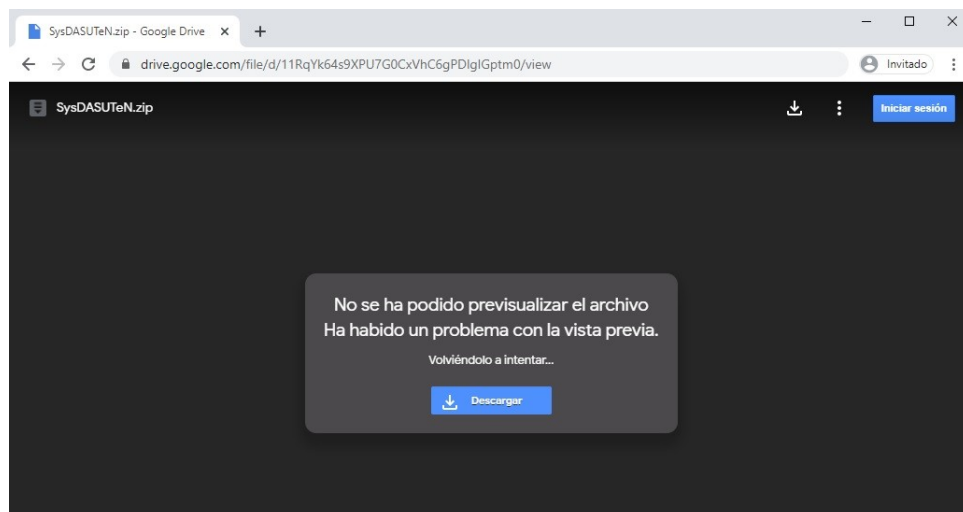 SysDASUTeN.zip - Google Drive
drive.google.com/file/d/11RqYk64s9XPU7G0CxVhC6gPDlglGptm0/view
Invitado
SysDASUTeN.zip
Iniciar sesión
No se ha podido previsualizar el archivo
Ha habido un problema con la vista previa.
Volviéndolo a intentar...
Descargar